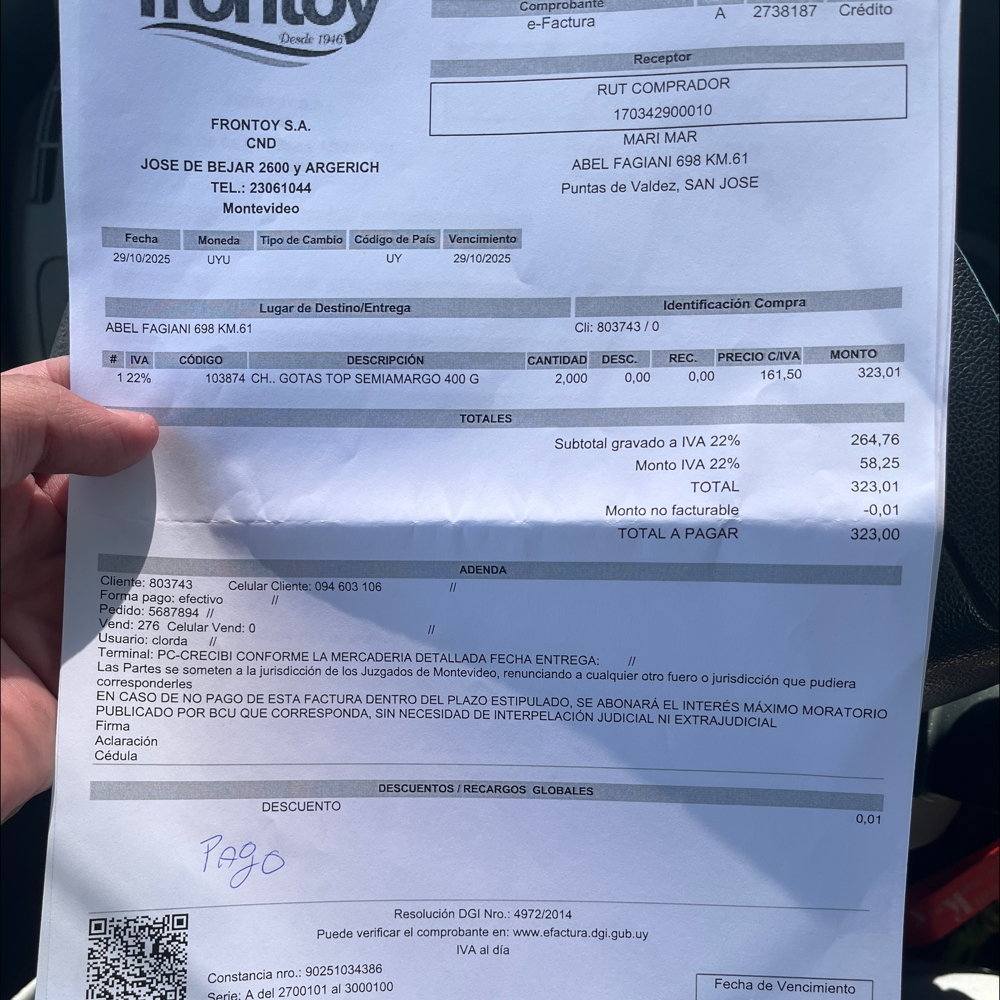 frontoy
Desde 1946
Comprobante
e-Factura A 2738187 Crédito
Receptor
RUT COMPRADOR
170342900010
MARI MAR
ABEL FAGIANI 698 KM.61
Puntas de Valdez, SAN JOSE
FRONTOY S.A.
CND
JOSE DE BEJAR 2600 y ARGERICH
TEL.: 23061044
Montevideo
Fecha Moneda Tipo de Cambio Código de País Vencimiento
29/10/2025 UYU UY 29/10/2025
Lugar de Destino/Entrega Identificación Compra
ABEL FAGIANI 698 KM.61 Cli: 803743 / 0
# IVA CÓDIGO DESCRIPCIÓN CANTIDAD DESC. REC. PRECIO C/IVA MONTO
1 22% 103874 CH.. GOTAS TOP SEMIAMARGO 400 G 2,000 0,00 0,00 161,50 323,01
TOTALES
Subtotal gravado a IVA 22% 264,76
Monto IVA 22% 58,25
TOTAL 323,01
Monto no facturable -0,01
TOTAL A PAGAR 323,00
ADENDA
Cliente: 803743 Celular Cliente: 094 603 106 //
Forma pago: efectivo //
Pedido: 5687894 //
Vend: 276 Celular Vend: 0 //
Usuario: clorda //
Terminal: PC-CRECIBI CONFORME LA MERCADERIA DETALLADA FECHA ENTREGA: //
Las Partes se someten a la jurisdicción de los Juzgados de Montevideo, renunciando a cualquier otro fuero o jurisdicción que pudiera
corresponderles
EN CASO DE NO PAGO DE ESTA FACTURA DENTRO DEL PLAZO ESTIPULADO, SE ABONARÁ EL INTERÉS MÁXIMO MORATORIO
PUBLICADO POR BCU QUE CORRESPONDA, SIN NECESIDAD DE INTERPELACIÓN JUDICIAL NI EXTRAJUDICIAL
Firma
Aclaración
Cédula
DESCUENTOS / RECARGOS GLOBALES
DESCUENTO 0,01
PAgO
Resolución DGI Nro.: 4972/2014
Puede verificar el comprobante en: www.efactura.dgi.gub.uy
IVA al día
Constancia nro.: 90251034386
Serie: A del 2700101 al 3000100
Fecha de Vencimiento